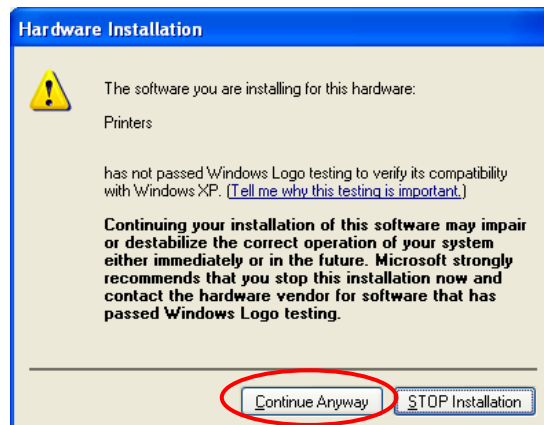 Hardware Installation
The software you are installing for this hardware:
Printers
has not passed Windows Logo testing to verify its compatibility
with Windows XP. (Tell me why this testing is important.)
Continuing your installation of this software may impair
or destabilize the correct operation of your system
either immediately or in the future. Microsoft strongly
recommends that you stop this installation now and
contact the hardware vendor for software that has
passed Windows Logo testing.
Continue Anyway STOP Installation